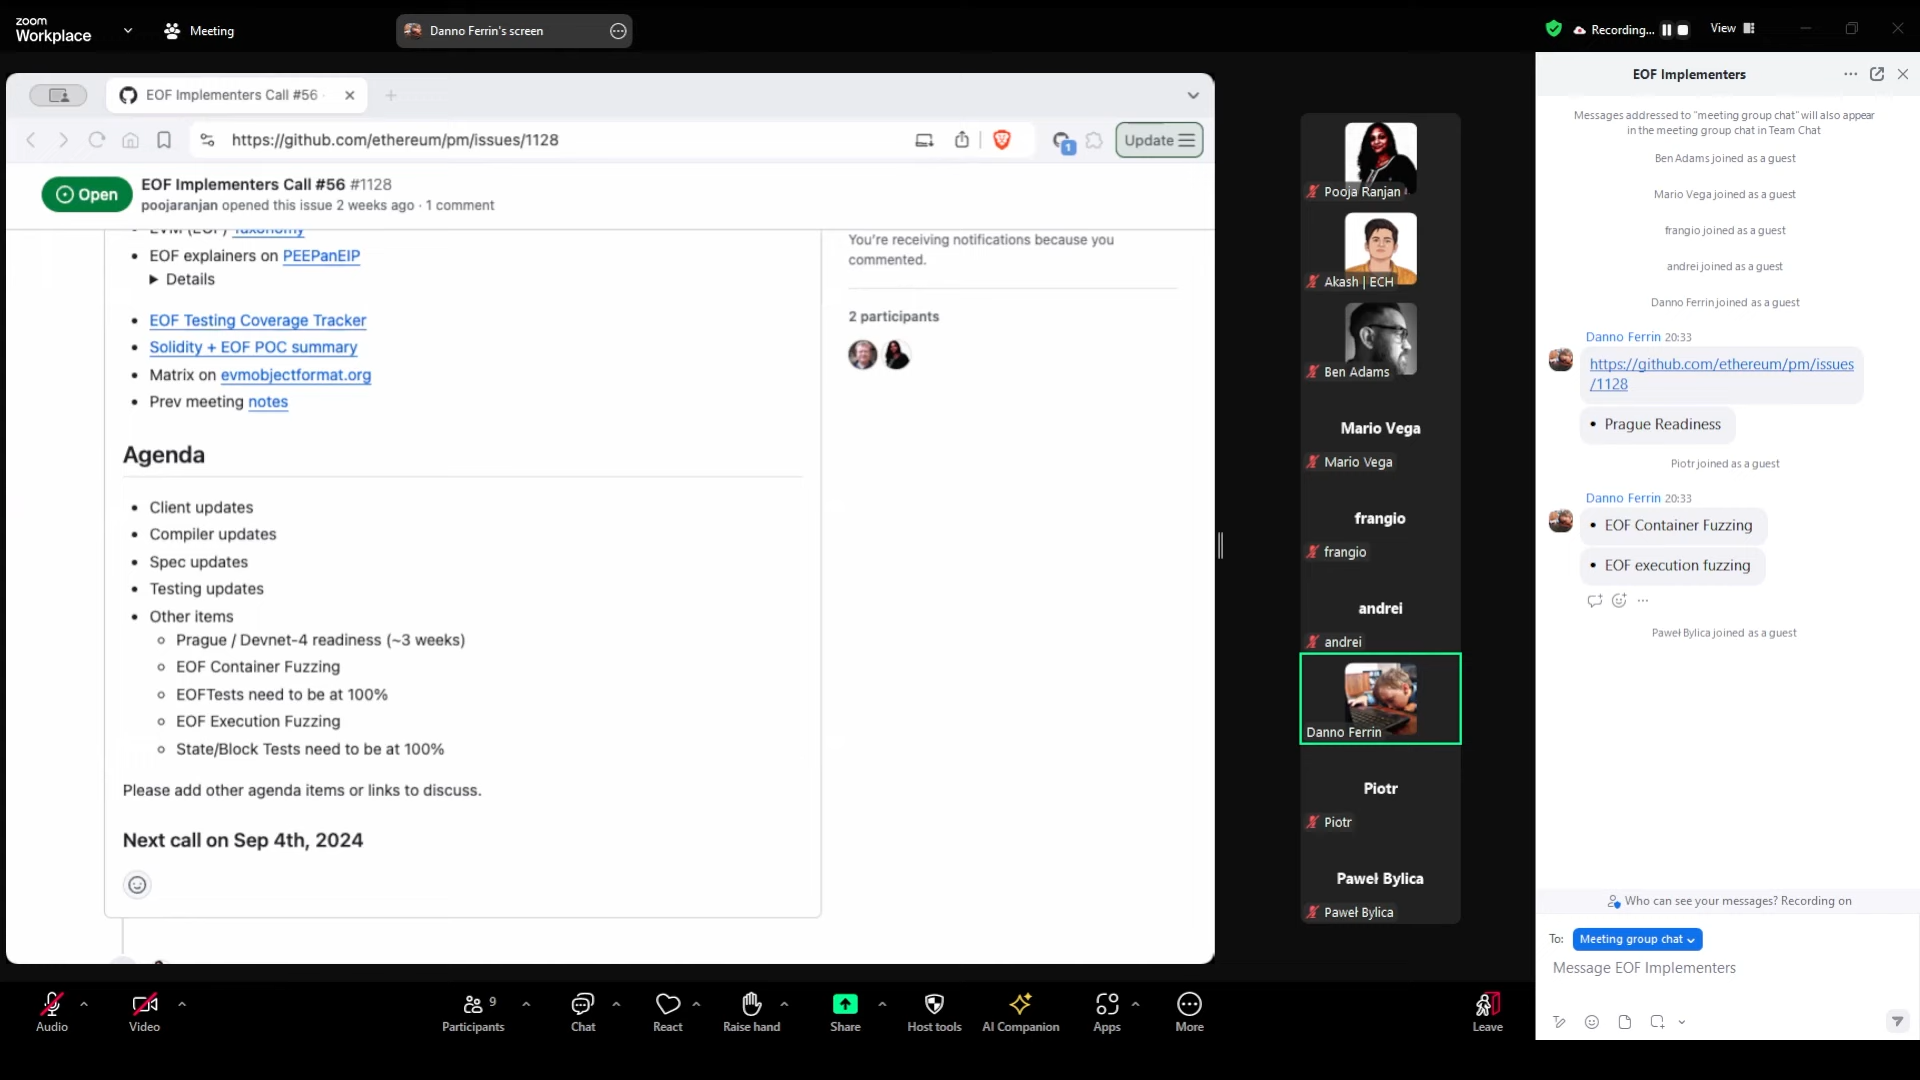 zoom
Workplace
Meeting
Danno Ferrin's screen
Recording...
View
EOF Implementers Call #56
https://github.com/ethereum/pm/issues/1128
1
Update
Open
EOF Implementers Call #56 #1128
poojaranjan opened this issue 2 weeks ago · 1 comment
EVM (EOF) Taxonomy
EOF explainers on PEEPanEIP
Details
EOF Testing Coverage Tracker
Solidity + EOF POC summary
Matrix on evmobjectformat.org
Prev meeting notes
Agenda
Client updates
Compiler updates
Spec updates
Testing updates
Other items
Prague / Devnet-4 readiness (~3 weeks)
EOF Container Fuzzing
EOFTests need to be at 100%
EOF Execution Fuzzing
State/Block Tests need to be at 100%
Please add other agenda items or links to discuss.
Next call on Sep 4th, 2024
You're receiving notifications because you
commented.
2 participants
Pooja Ranjan
Akash | ECH
Ben Adams
Mario Vega
Mario Vega
frangio
frangio
andrei
andrei
Danno Ferrin
Piotr
Piotr
Paweł Bylica
Paweł Bylica
EOF Implementers
Messages addressed to "meeting group chat" will also appear
in the meeting group chat in Team Chat
Ben Adams joined as a guest
Mario Vega joined as a guest
frangio joined as a guest
andrei joined as a guest
Danno Ferrin joined as a guest
Danno Ferrin 20:33
https://github.com/ethereum/pm/issues
/1128
• Prague Readiness
Piotr joined as a guest
Danno Ferrin 20:33
• EOF Container Fuzzing
• EOF execution fuzzing
Paweł Bylica joined as a guest
Who can see your messages? Recording on
To: Meeting group chat
Message EOF Implementers
Audio
Video
9
Participants
Chat
React
Raise hand
Share
Host tools
AI Companion
Apps
More
Leave